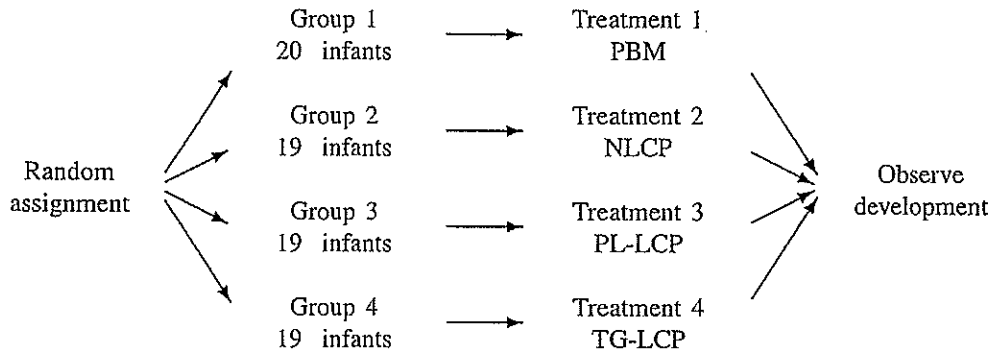 Group 1
20 infants
Treatment 1
PBM
Group 2
19 infants
Treatment 2
NLCP
Random
assignment
Observe
development
Group 3
19 infants
Treatment 3
PL-LCP
Group 4
19 infants
Treatment 4
TG-LCP